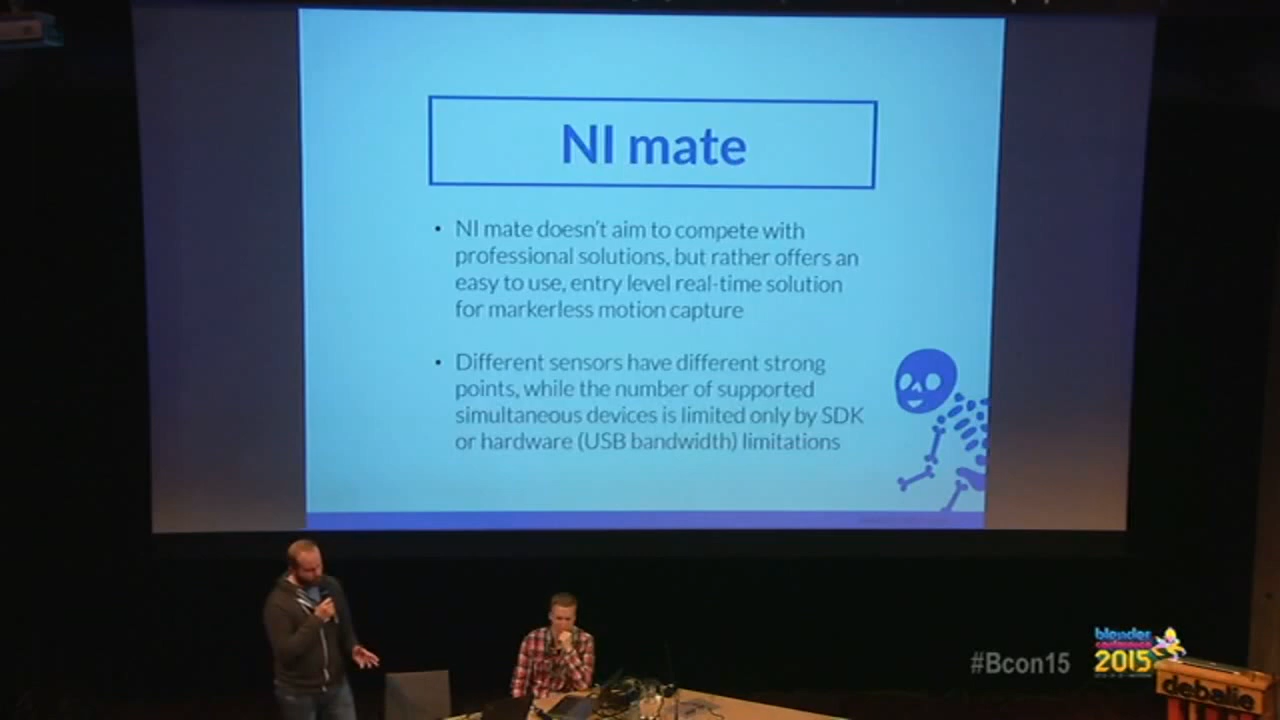 NI mate
• NI mate doesn't aim to compete with
professional solutions, but rather offers an
easy to use, entry level real-time solution
for markerless motion capture
• Different sensors have different strong
points, while the number of supported
simultaneous devices is limited only by SDK
or hardware (USB bandwidth) limitations
#Bcon15
blender
conference
2015
debalie